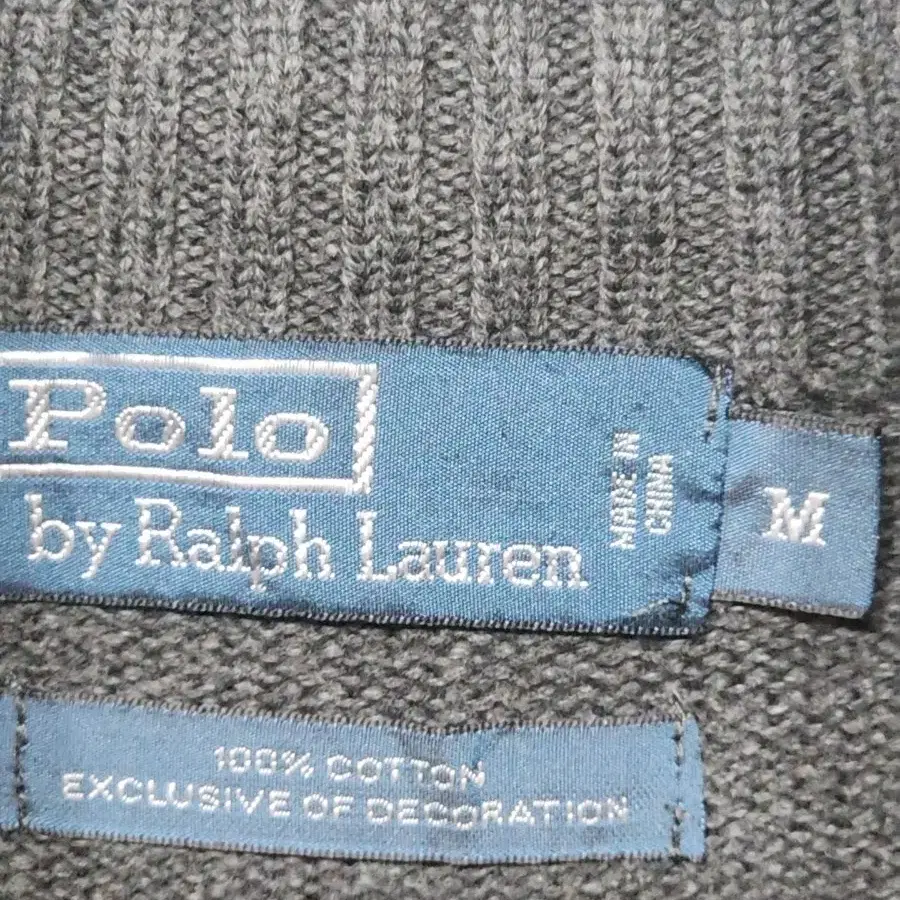 Polo
by Ralph Lauren
MADE IN
CHINA
M
100% COTTON
EXCLUSIVE OF DECORATION